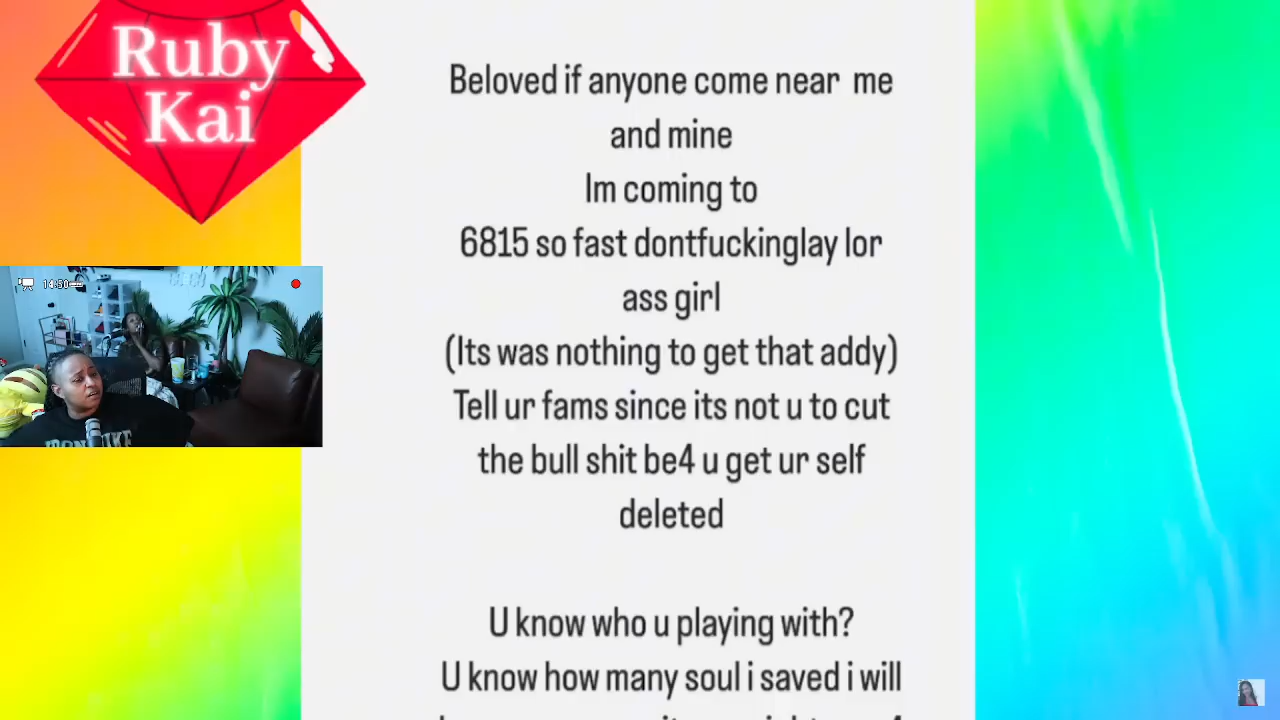 Ruby
Kai
Beloved if anyone come near me
and mine
Im coming to
6815 so fast dontfuckinglay lor
ass girl
(Its was nothing to get that addy)
Tell ur fams since its not u to cut
the bull shit be4 u get ur self
deleted
U know who u playing with?
U know how many soul i saved i will
14:50